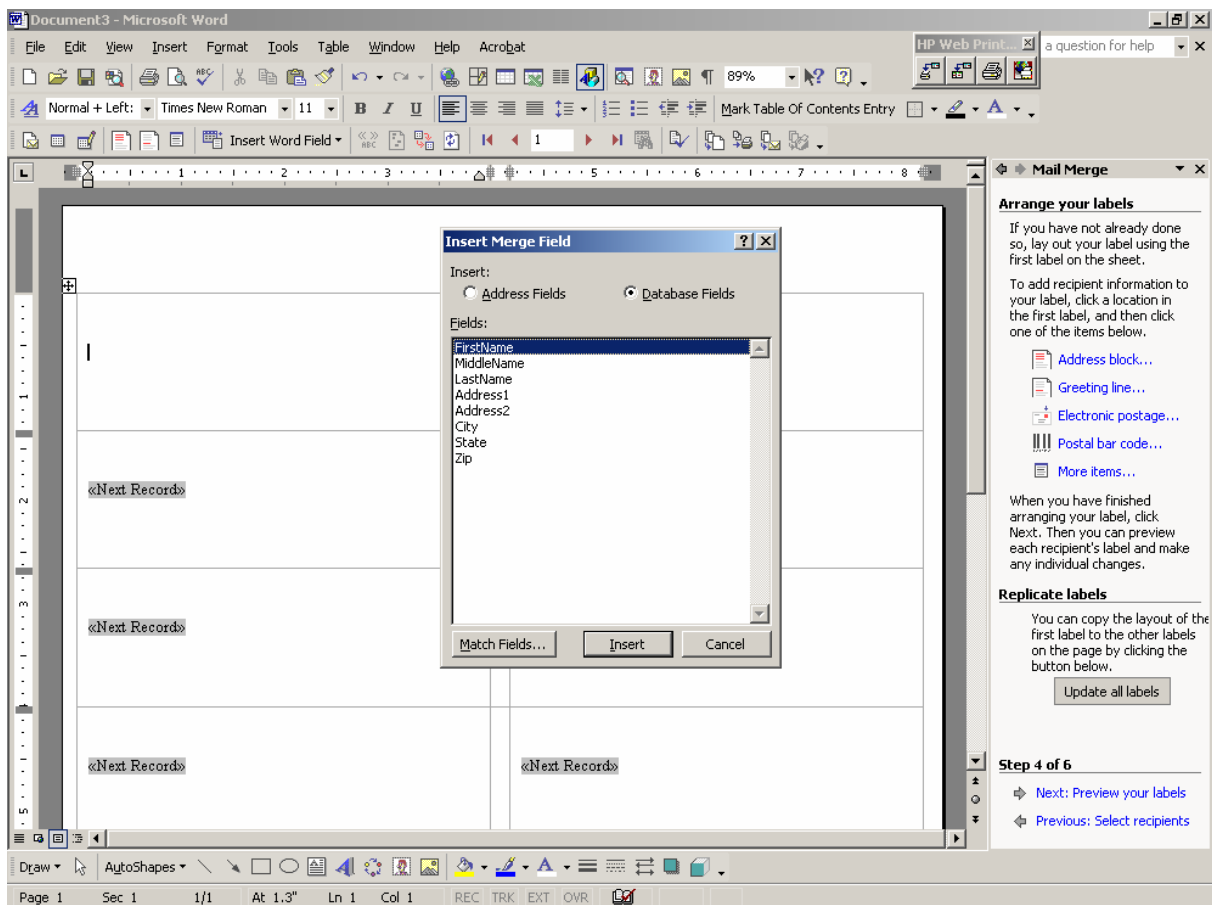 Document3 - Microsoft Word
File Edit View Insert Format Tools Table Window Help Acrobat
HP Web Print...
a question for help
89%
Normal + Left: Times New Roman 11 B I U
Mark Table Of Contents Entry
Insert Word Field
1
1 2 3 5 6 7 8
Mail Merge
Arrange your labels
If you have not already done
so, lay out your label using the
first label on the sheet.
To add recipient information to
your label, click a location in
the first label, and then click
one of the items below.
Address block...
Greeting line...
Electronic postage...
Postal bar code...
More items...
When you have finished
arranging your label, click
Next. Then you can preview
each recipient's label and make
any individual changes.
Replicate labels
You can copy the layout of the
first label to the other labels
on the page by clicking the
button below.
Update all labels
Step 4 of 6
Next: Preview your labels
Previous: Select recipients
Insert Merge Field
Insert:
Address Fields Database Fields
Fields:
FirstName
MiddleName
LastName
Address1
Address2
City
State
Zip
Match Fields... Insert Cancel
«Next Record»
«Next Record»
«Next Record» «Next Record»
Draw AutoShapes
Page 1 Sec 1 1/1 At 1.3" Ln 1 Col 1 REC TRK EXT OVR